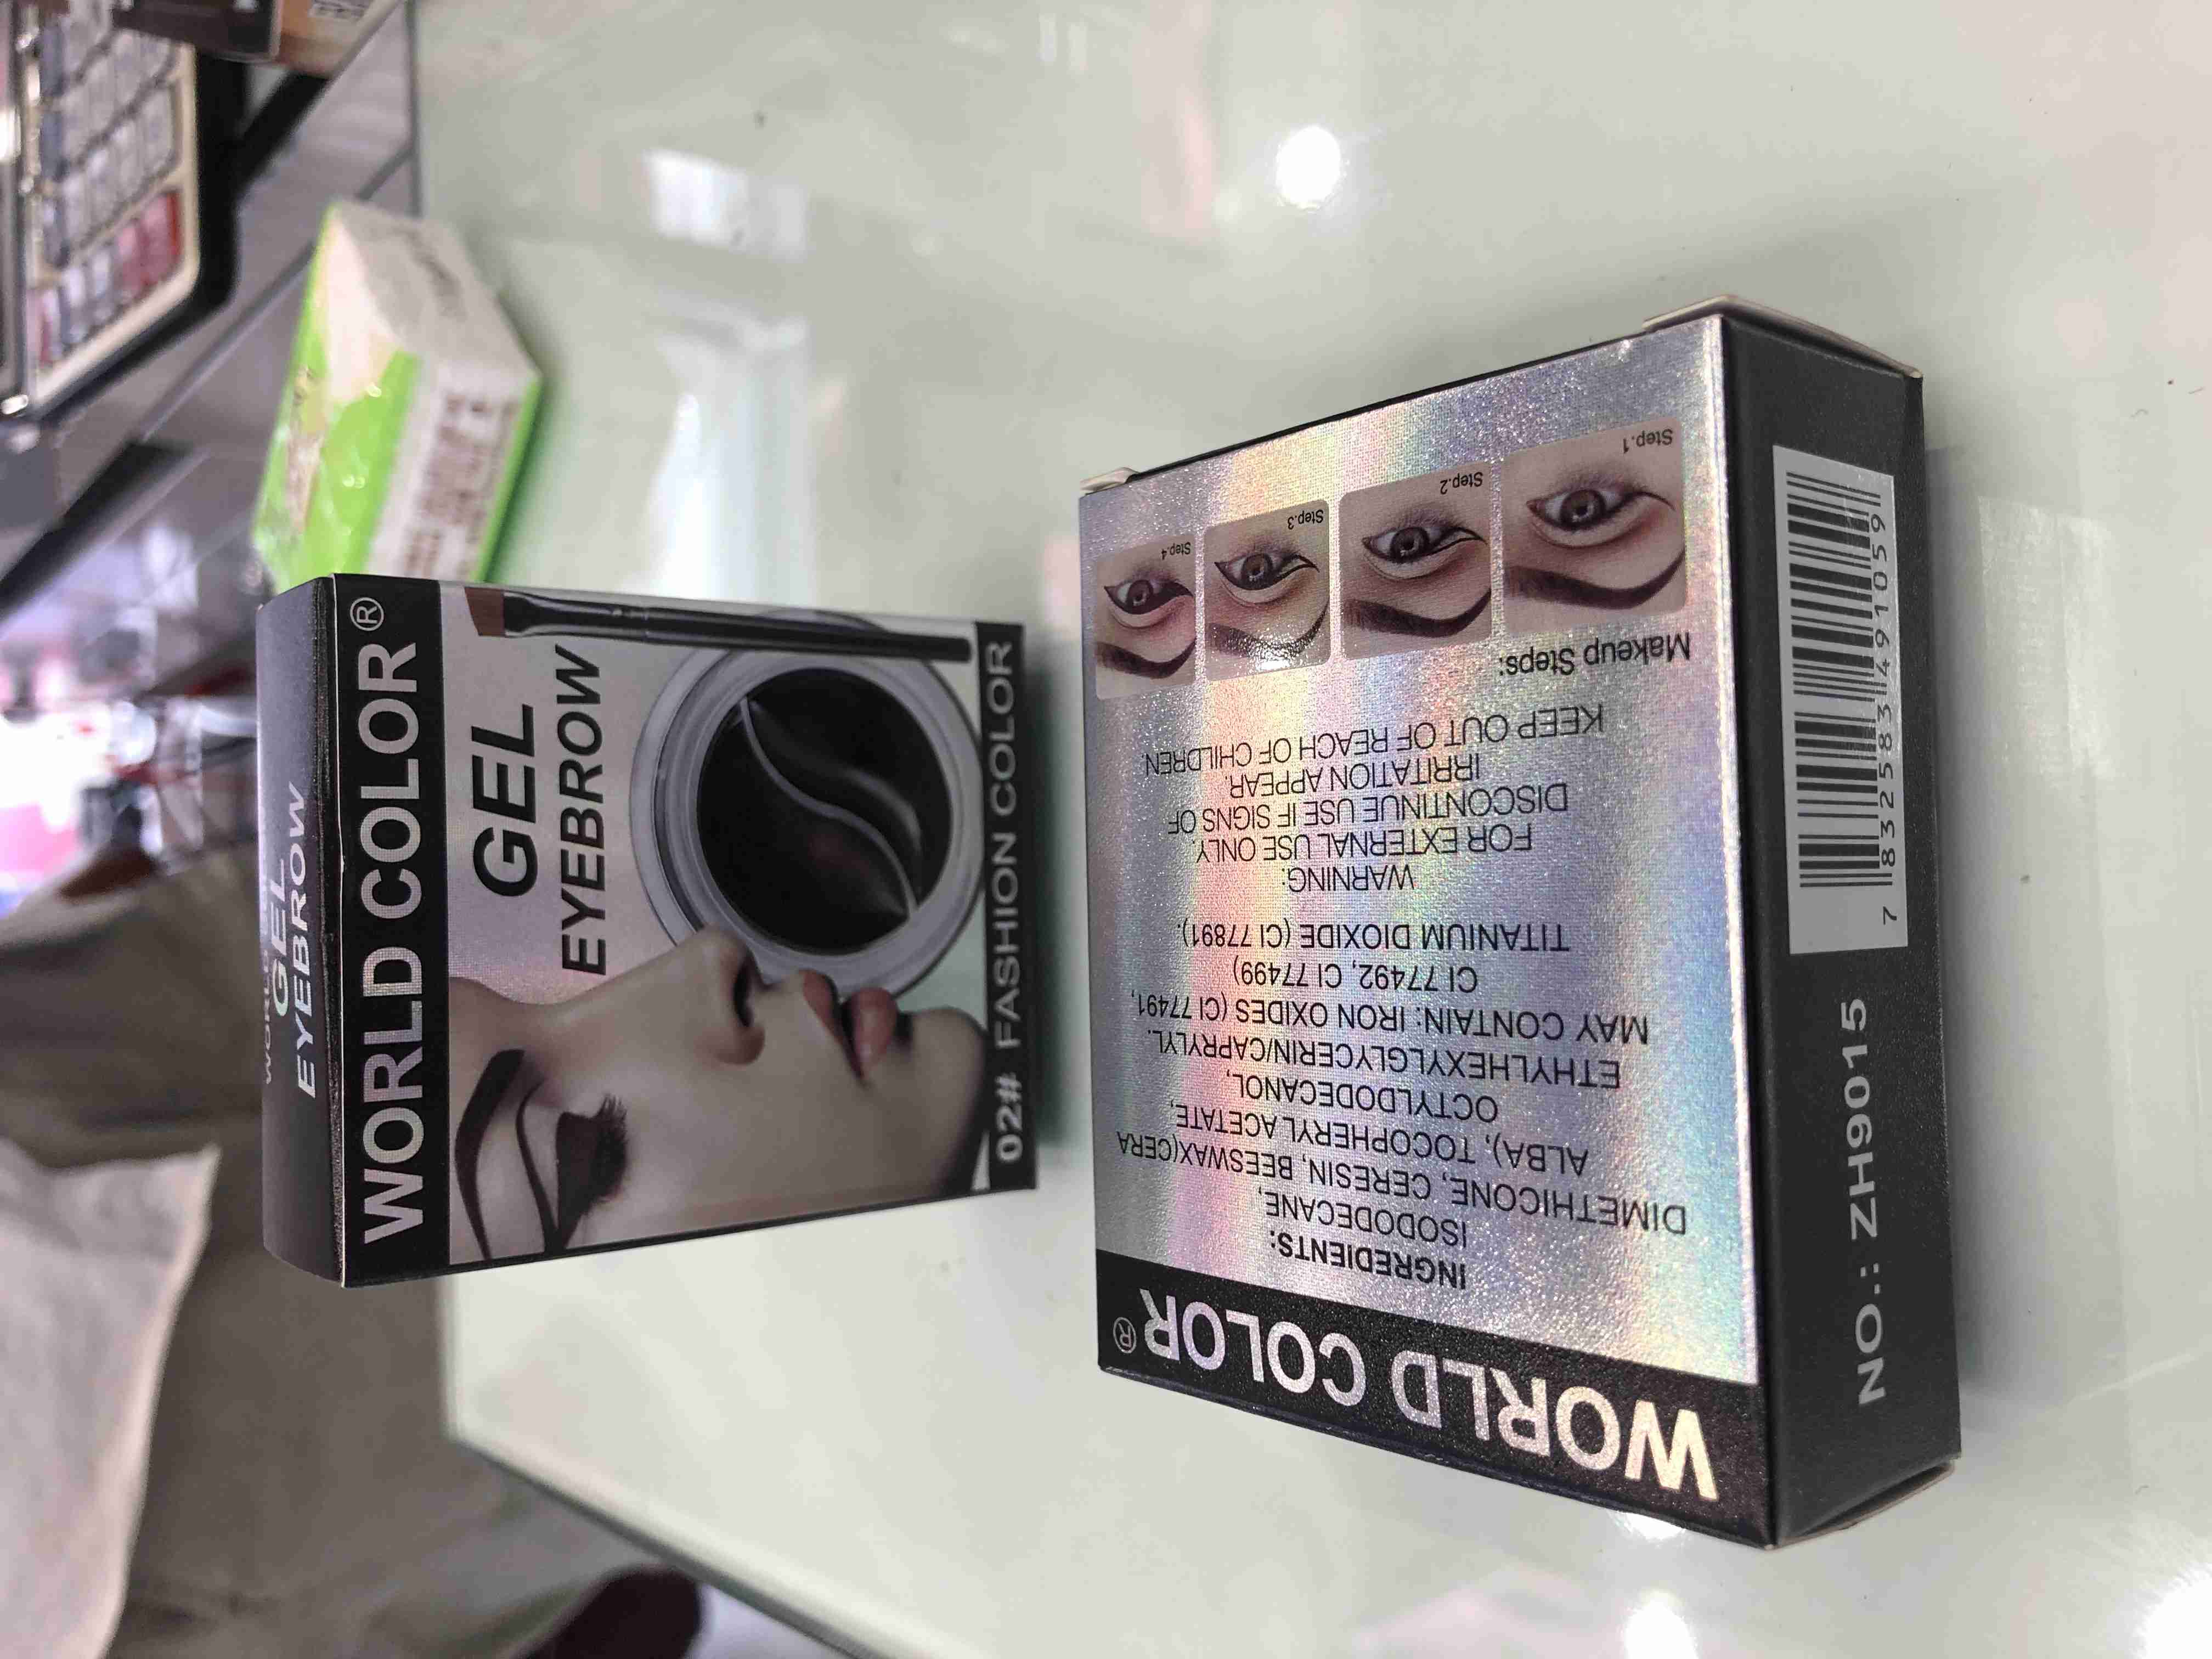 WORLD COLOR®
GEL
EYEBROW
02# FASHION COLOR
GEL
EYEBROW
WORLD COLOR®
INGREDIENTS:
ISODODECANE,
DIMETHICONE, CERESIN, BEESWAX(CERA
ALBA), TOCOPHERYL ACETATE,
OCTYLDODECANOL,
ETHYLHEXYLGLYCERIN/CAPRYLYL.
MAY CONTAIN: IRON OXIDES (CI 77491,
CI 77492, CI 77499)
TITANIUM DIOXIDE (CI 77891).
WARNING:
FOR EXTERNAL USE ONLY.
DISCONTINUE USE IF SIGNS OF
IRRITATION APPEAR.
KEEP OUT OF REACH OF CHILDREN.
Makeup Steps:
Step.1
Step.2
Step.3
Step.4
NO.: ZH9015
7 832583 491059